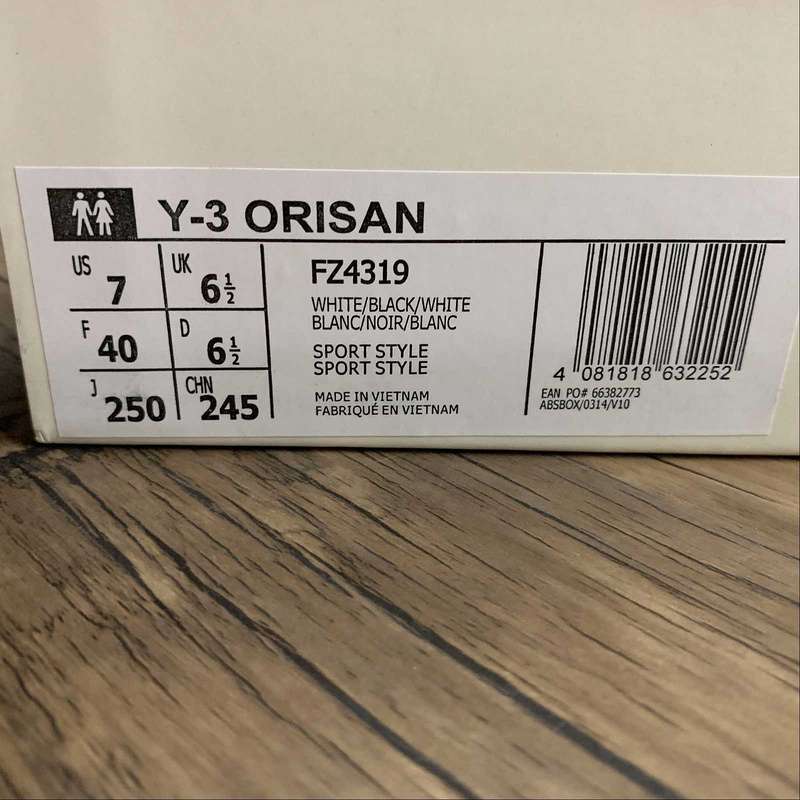 Y-3 ORISAN
US 7 UK 6½
F 40 D 6½
J 250 CHN 245
FZ4319
WHITE/BLACK/WHITE
BLANC/NOIR/BLANC
SPORT STYLE
SPORT STYLE
MADE IN VIETNAM
FABRIQUÉ EN VIETNAM
4 081818 632252
EAN PO# 66382773
ABSBOX/0314/V10